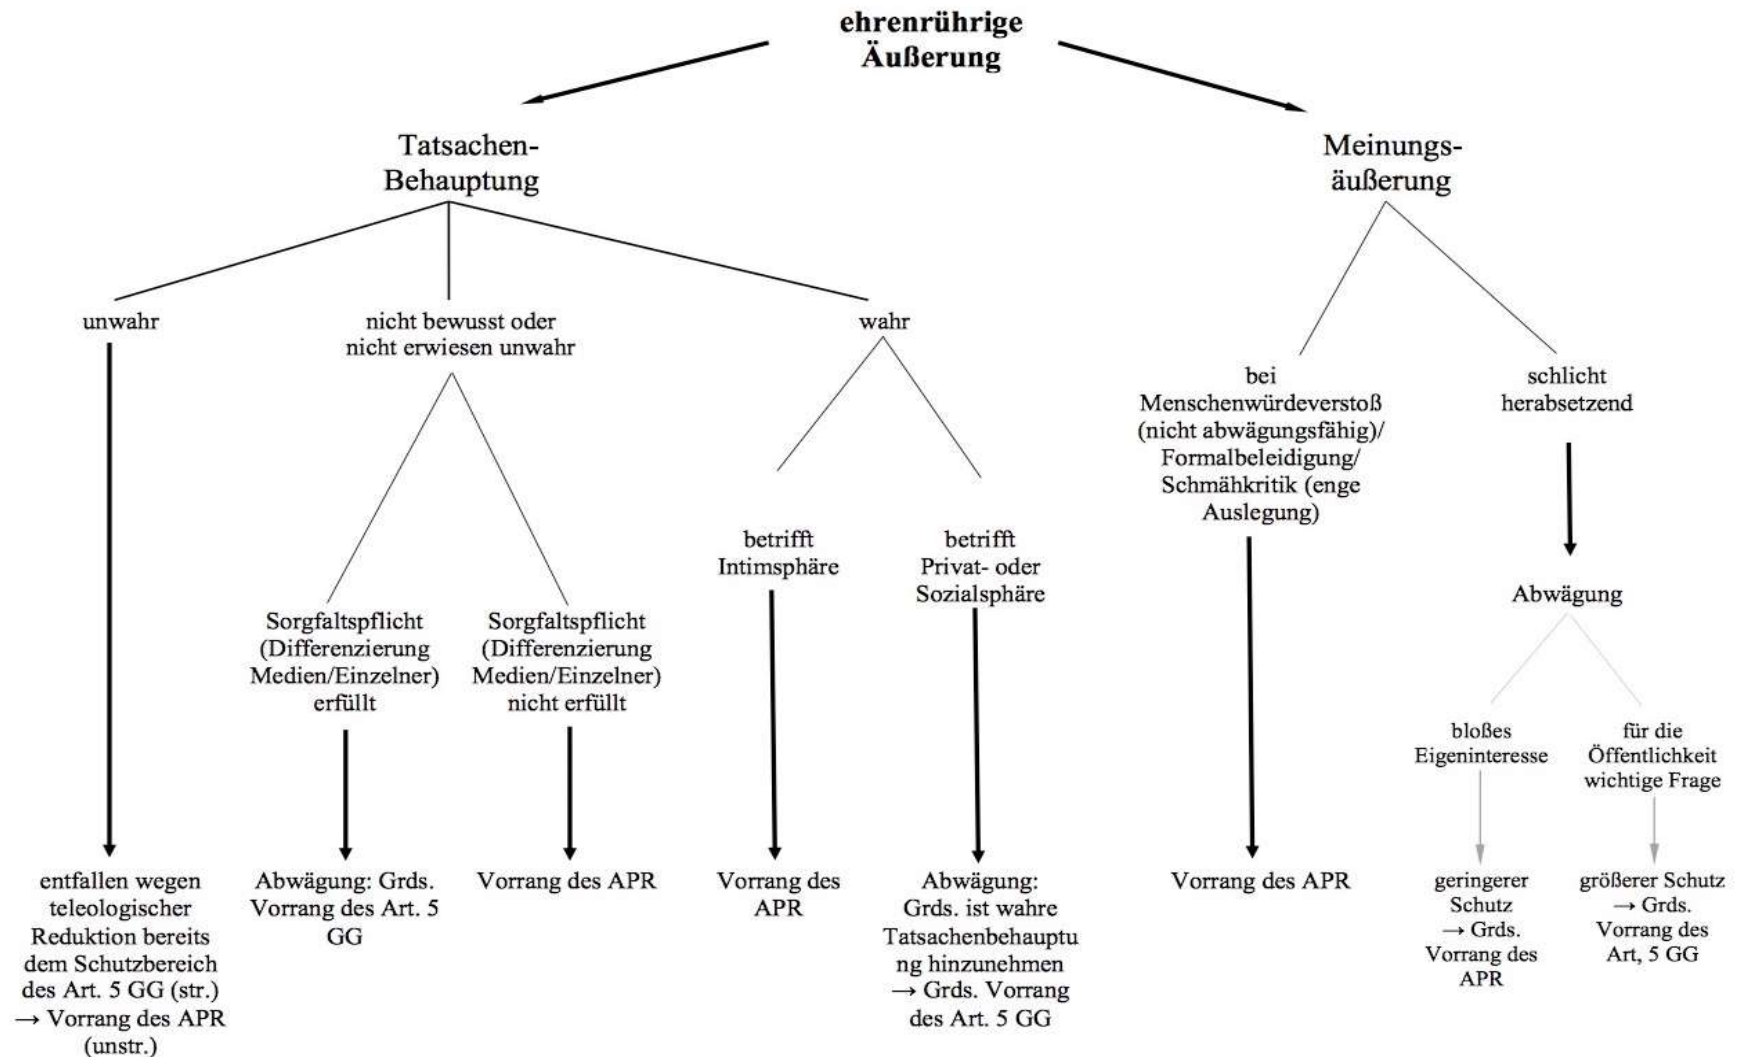 ehrenrührige
Äußerung
Tatsachen-
Behauptung
Meinungs-
äußerung
unwahr
nicht bewusst oder
nicht erwiesen unwahr
wahr
bei
Menschenwürdeverstoß
(nicht abwägungsfähig)/
Formalbeleidigung/
Schmähkritik (enge
Auslegung)
schlicht
herabsetzend
betrifft
Intimsphäre
betrifft
Privat- oder
Sozialsphäre
Abwägung
Sorgfaltspflicht
(Differenzierung
Medien/Einzelner)
erfüllt
Sorgfaltspflicht
(Differenzierung
Medien/Einzelner)
nicht erfüllt
bloßes
Eigeninteresse
für die
Öffentlichkeit
wichtige Frage
entfallen wegen
teleologischer
Reduktion bereits
dem Schutzbereich
des Art. 5 GG (str.)
→ Vorrang des APR
(unstr.)
Abwägung: Grds.
Vorrang des Art. 5
GG
Vorrang des APR
Vorrang des
APR
Abwägung:
Grds. ist wahre
Tatsachenbehauptu
ng hinzunehmen
→ Grds. Vorrang
des Art. 5 GG
Vorrang des APR
geringerer
Schutz
→ Grds.
Vorrang des
APR
größerer Schutz
→ Grds.
Vorrang des
Art, 5 GG